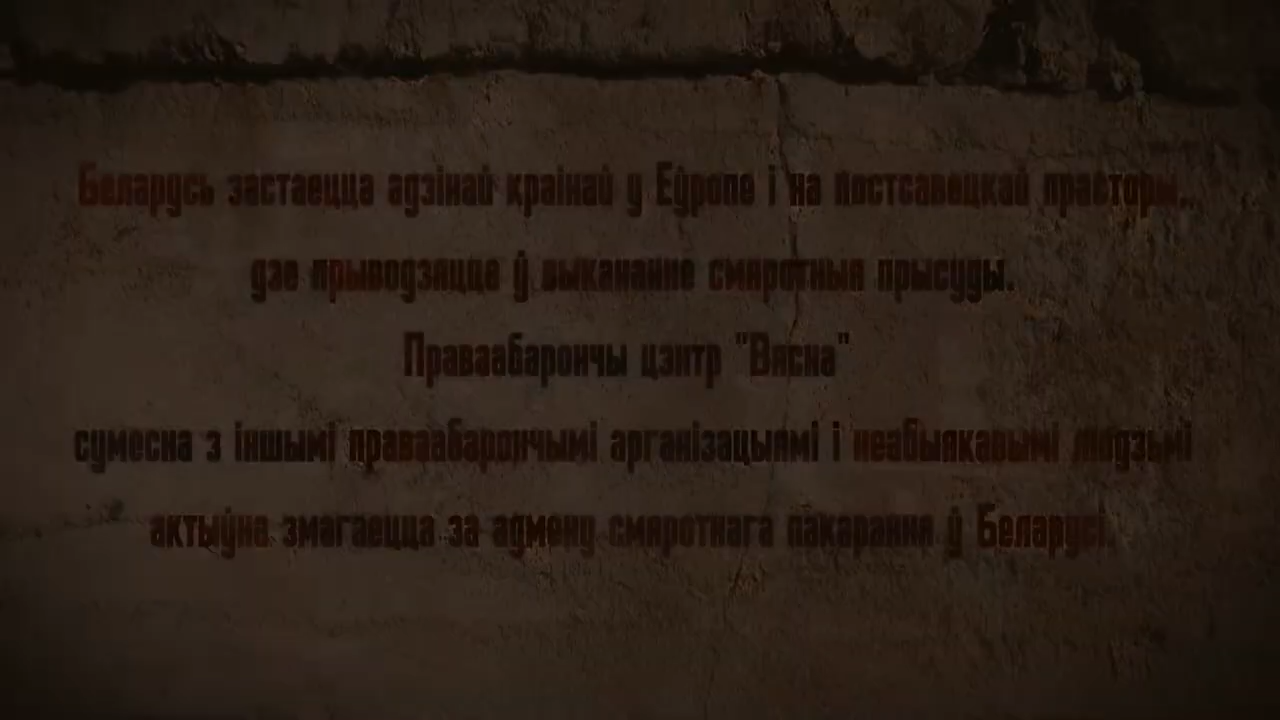 Беларусь застаецца адзінай краінай у Еўропе і на постсавецкай прасторы,
дзе прыводзяцца ў выкананне смяротныя прысуды.
Праваабарончы цэнтр "Вясна"
сумесна з іншымі праваабарончымі арганізацыямі і неабыякавымі людзьмі
актыўна змагаецца за адмену смяротнага пакарання ў Беларусі.